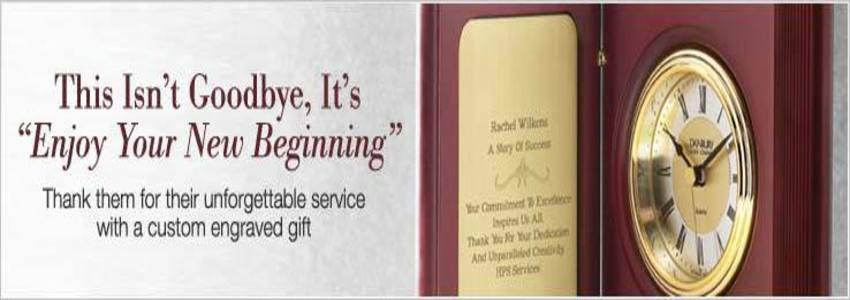 This Isn't Goodbye, It's
“Enjoy Your New Beginning”
Thank them for their unforgettable service
with a custom engraved gift
Rachel Wilkens
A Story Of Success
Your Commitment To Excellence
Inspires Us All.
Thank You For Your Dedication
And Unparalleled Creativity
HPS Services
DANBURY